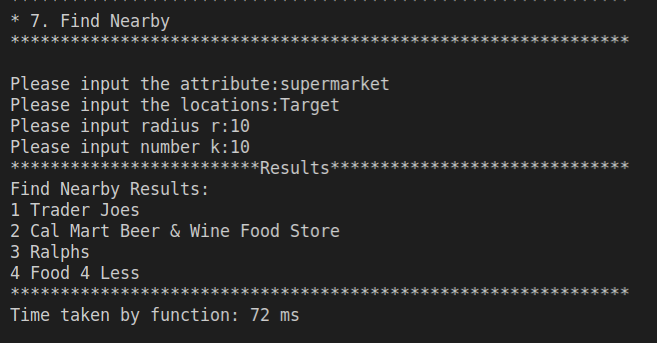 * 7. Find Nearby
**************************************************************
Please input the attribute:supermarket
Please input the locations:Target
Please input radius r:10
Please input number k:10
*************************Results******************************
Find Nearby Results:
1 Trader Joes
2 Cal Mart Beer & Wine Food Store
3 Ralphs
4 Food 4 Less
**************************************************************
Time taken by function: 72 ms